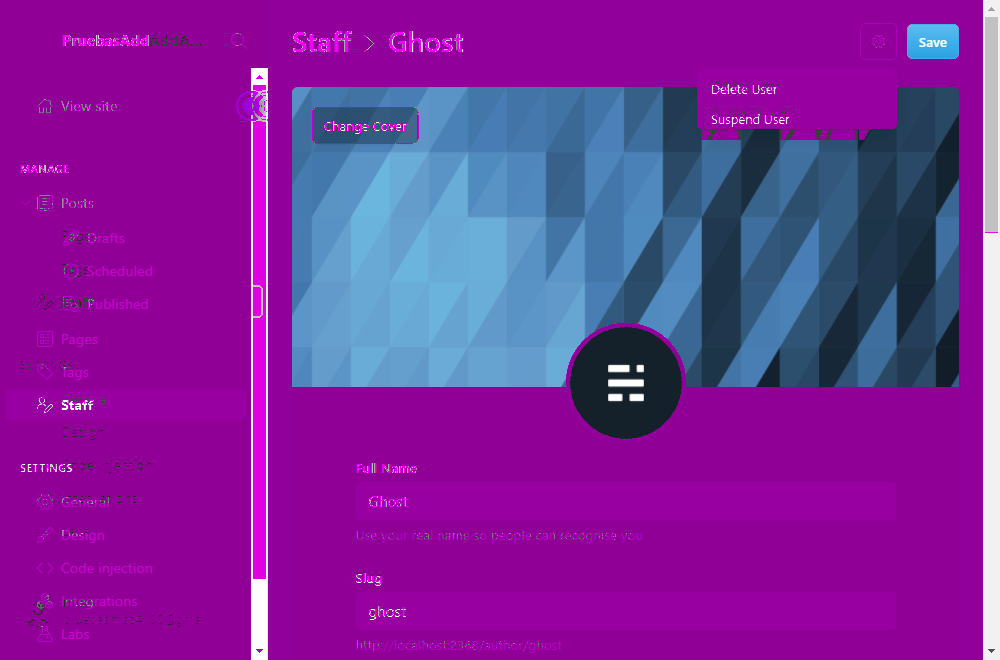 PruebasAdd
Staff > Ghost
Save
View site
Delete User
Suspend User
Change Cover
MANAGE
Posts
Drafts
Scheduled
Published
Pages
Tags
Staff
SETTINGS
General
Design
Code injection
Integrations
Labs
Full Name
Ghost
Use your real name so people can recognise you
Slug
ghost
http://localhost:2368/author/ghost